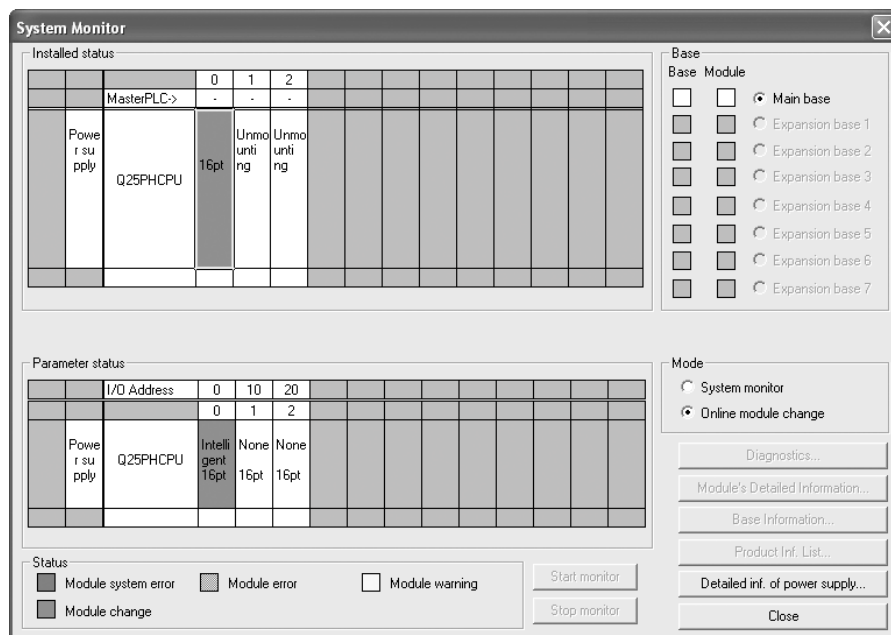 System Monitor
Installed status
0 1 2
MasterPLC-> - - -
Powe
r su
pply
Q25PHCPU
16pt
Unmo
unti
ng
Unmo
unti
ng
Base
Base Module
Main base
Expansion base 1
Expansion base 2
Expansion base 3
Expansion base 4
Expansion base 5
Expansion base 6
Expansion base 7
Parameter status
I/O Address 0 10 20
0 1 2
Powe
r su
pply
Q25PHCPU
Intelli
gent
16pt
None
16pt
None
16pt
Mode
System monitor
Online module change
Diagnostics...
Module's Detailed Information...
Base Information...
Product Inf. List...
Detailed inf. of power supply...
Close
Status
Module system error
Module error
Module warning
Module change
Start monitor
Stop monitor